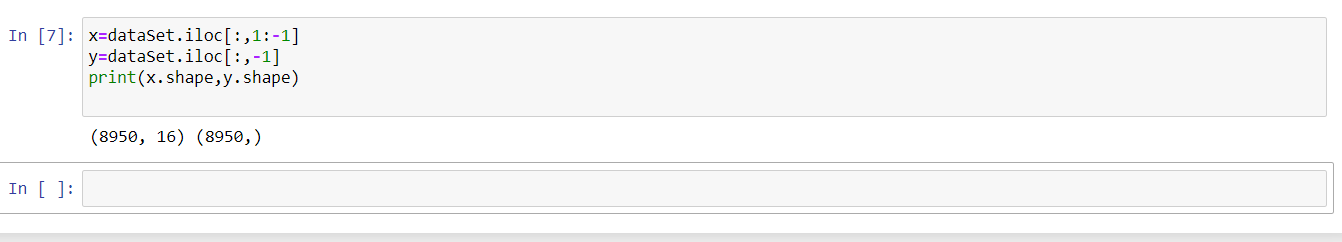 In [7]: x=dataSet.iloc[:,1:-1]
y=dataSet.iloc[:,-1]
print(x.shape,y.shape)
(8950, 16) (8950,)
In [ ]: